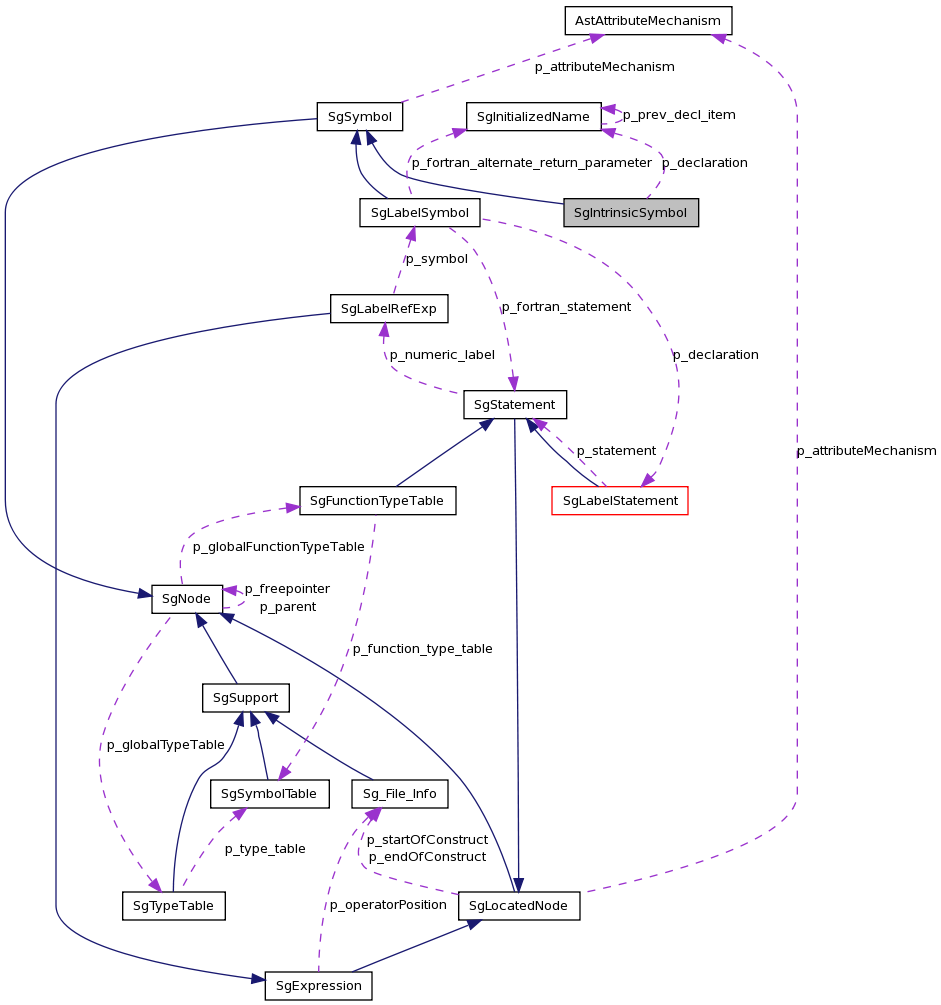 AstAttributeMechanism
p_attributeMechanism
SgSymbol
SgInitializedName
p_prev_decl_item
p_fortran_alternate_return_parameter
p_declaration
SgLabelSymbol
SgIntrinsicSymbol
p_symbol
SgLabelRefExp
p_fortran_statement
p_numeric_label
p_declaration
SgStatement
p_statement
p_attributeMechanism
SgFunctionTypeTable
SgLabelStatement
p_globalFunctionTypeTable
SgNode
p_freepointer
p_parent
p_function_type_table
SgSupport
p_globalTypeTable
SgSymbolTable
Sg_File_Info
p_type_table
p_startOfConstruct
p_endOfConstruct
SgTypeTable
p_operatorPosition
SgLocatedNode
SgExpression